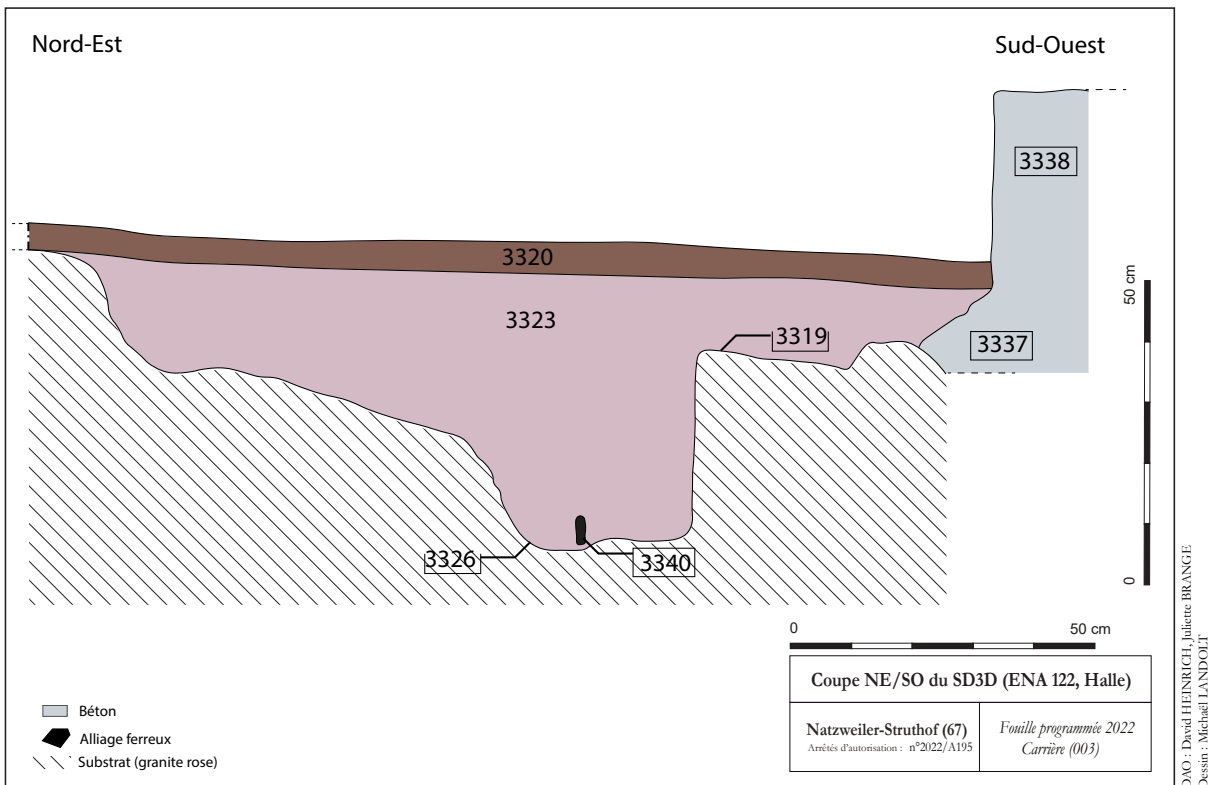 Nord-Est
Sud-Ouest
3338
3320
3323
3319
3337
3326
3340
50 cm
0
0
50 cm
Béton
Alliage ferreux
Substrat (granite rose)
Coupe NE/SO du SD3D (ENA 122, Halle)
Natzweiler-Struthof (67)
Arrêtés d'autorisation : n°2022/A195
Fouille programmée 2022
Carrière (003)
DAO : David HEINRICH, Juliette BRANGE
Dessin : Michaël LANDOLT